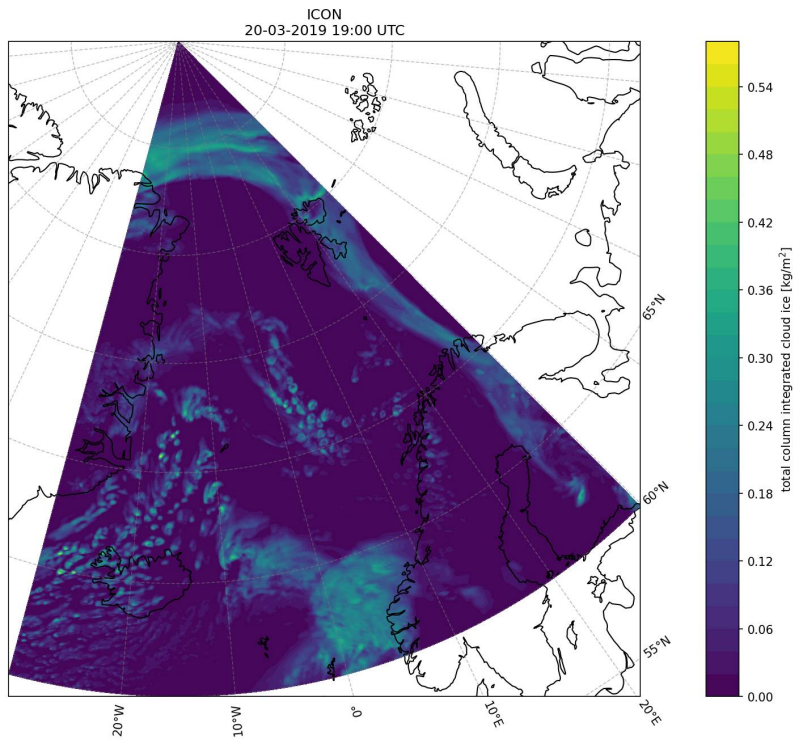 ICON
20-03-2019 19:00 UTC
0.54
0.48
0.42
0.36
0.30
0.24
0.18
0.12
0.06
0.00
total column integrated cloud ice [kg/m²]
65°N
60°N
55°N
20°W
10°W
0°
10°E
20°E